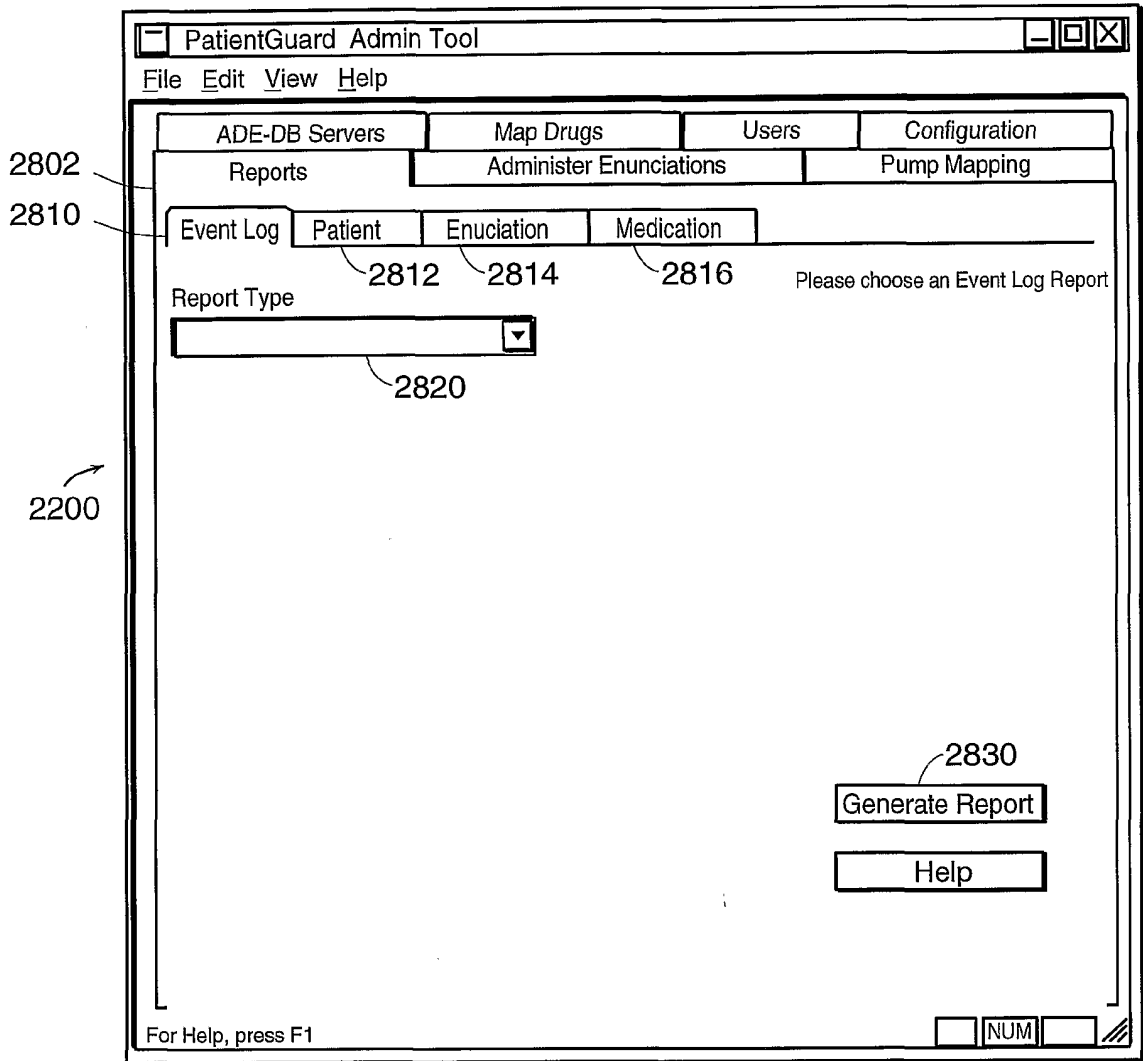 PatientGuard Admin Tool
File Edit View Help
ADE-DB Servers Map Drugs Users Configuration
2802
Reports Administer Enunciations Pump Mapping
2810
Event Log Patient Enuciation Medication
2812 2814 2816
Please choose an Event Log Report
Report Type
2820
2200
2830
Generate Report
Help
For Help, press F1 NUM